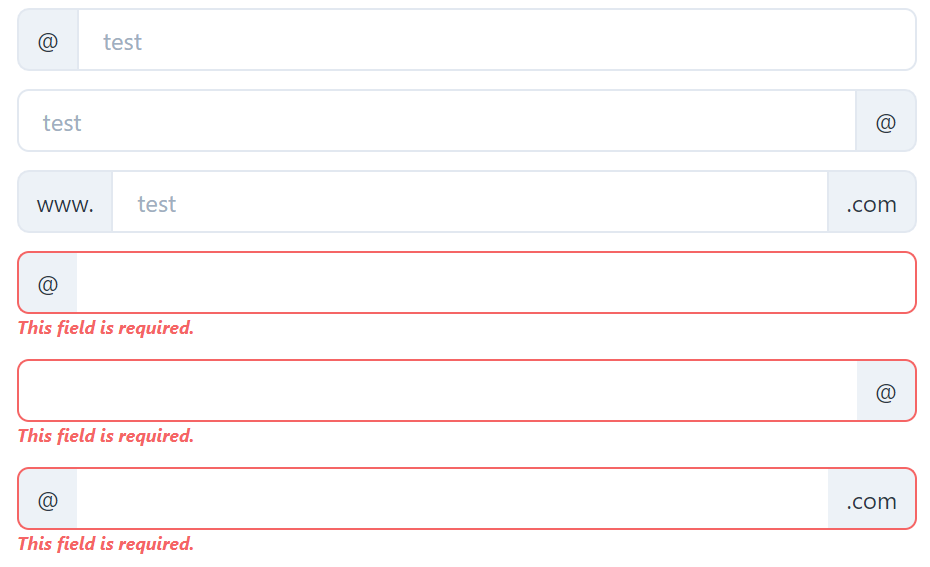 @ test
test @
www. test .com
@
This field is required.
@
This field is required.
@ .com
This field is required.